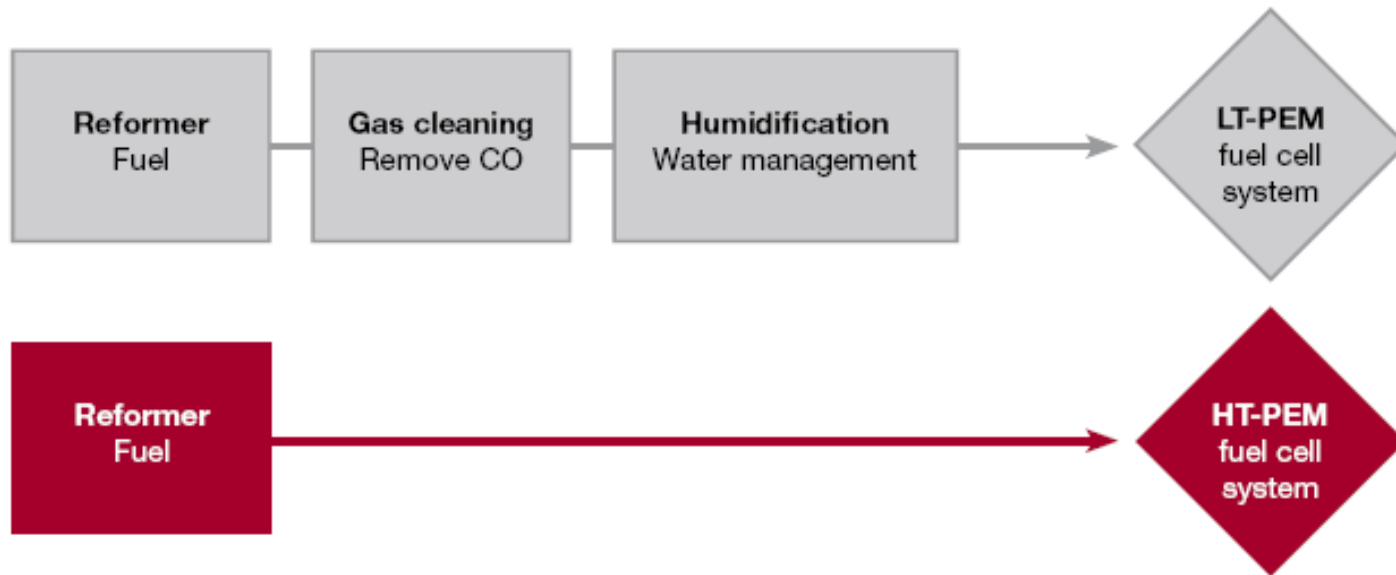 Reformer
Fuel
Gas cleaning
Remove CO
Humidification
Water management
LT-PEM
fuel cell
system
Reformer
Fuel
HT-PEM
fuel cell
system